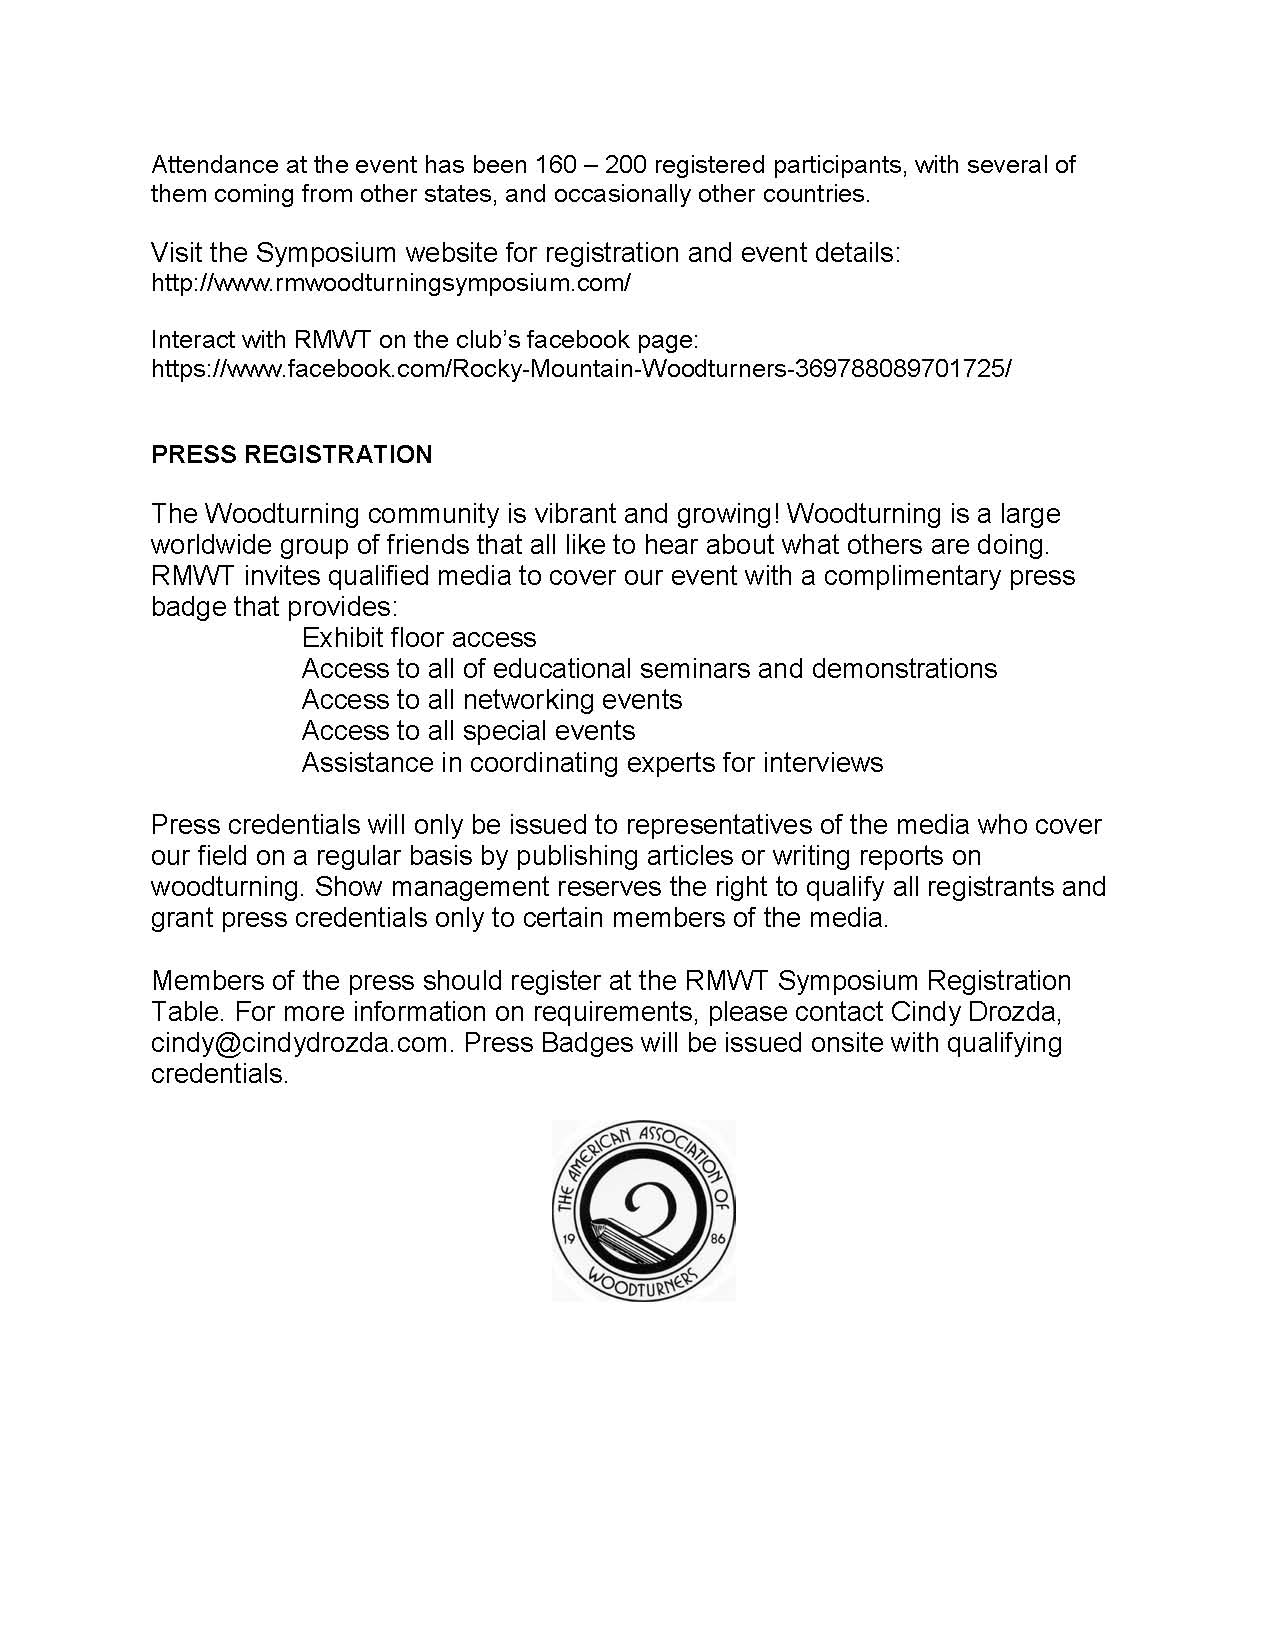 Attendance at the event has been 160 – 200 registered participants, with several of
them coming from other states, and occasionally other countries.
Visit the Symposium website for registration and event details:
http://www.rmwoodturningsymposium.com/
Interact with RMWT on the club’s facebook page:
https://www.facebook.com/Rocky-Mountain-Woodturners-369788089701725/
PRESS REGISTRATION
The Woodturning community is vibrant and growing! Woodturning is a large
worldwide group of friends that all like to hear about what others are doing.
RMWT invites qualified media to cover our event with a complimentary press
badge that provides:
Exhibit floor access
Access to all of educational seminars and demonstrations
Access to all networking events
Access to all special events
Assistance in coordinating experts for interviews
Press credentials will only be issued to representatives of the media who cover
our field on a regular basis by publishing articles or writing reports on
woodturning. Show management reserves the right to qualify all registrants and
grant press credentials only to certain members of the media.
Members of the press should register at the RMWT Symposium Registration
Table. For more information on requirements, please contact Cindy Drozda,
cindy@cindydrozda.com. Press Badges will be issued onsite with qualifying
credentials.
THE AMERICAN ASSOCIATION OF
19 86
WOODTURNERS